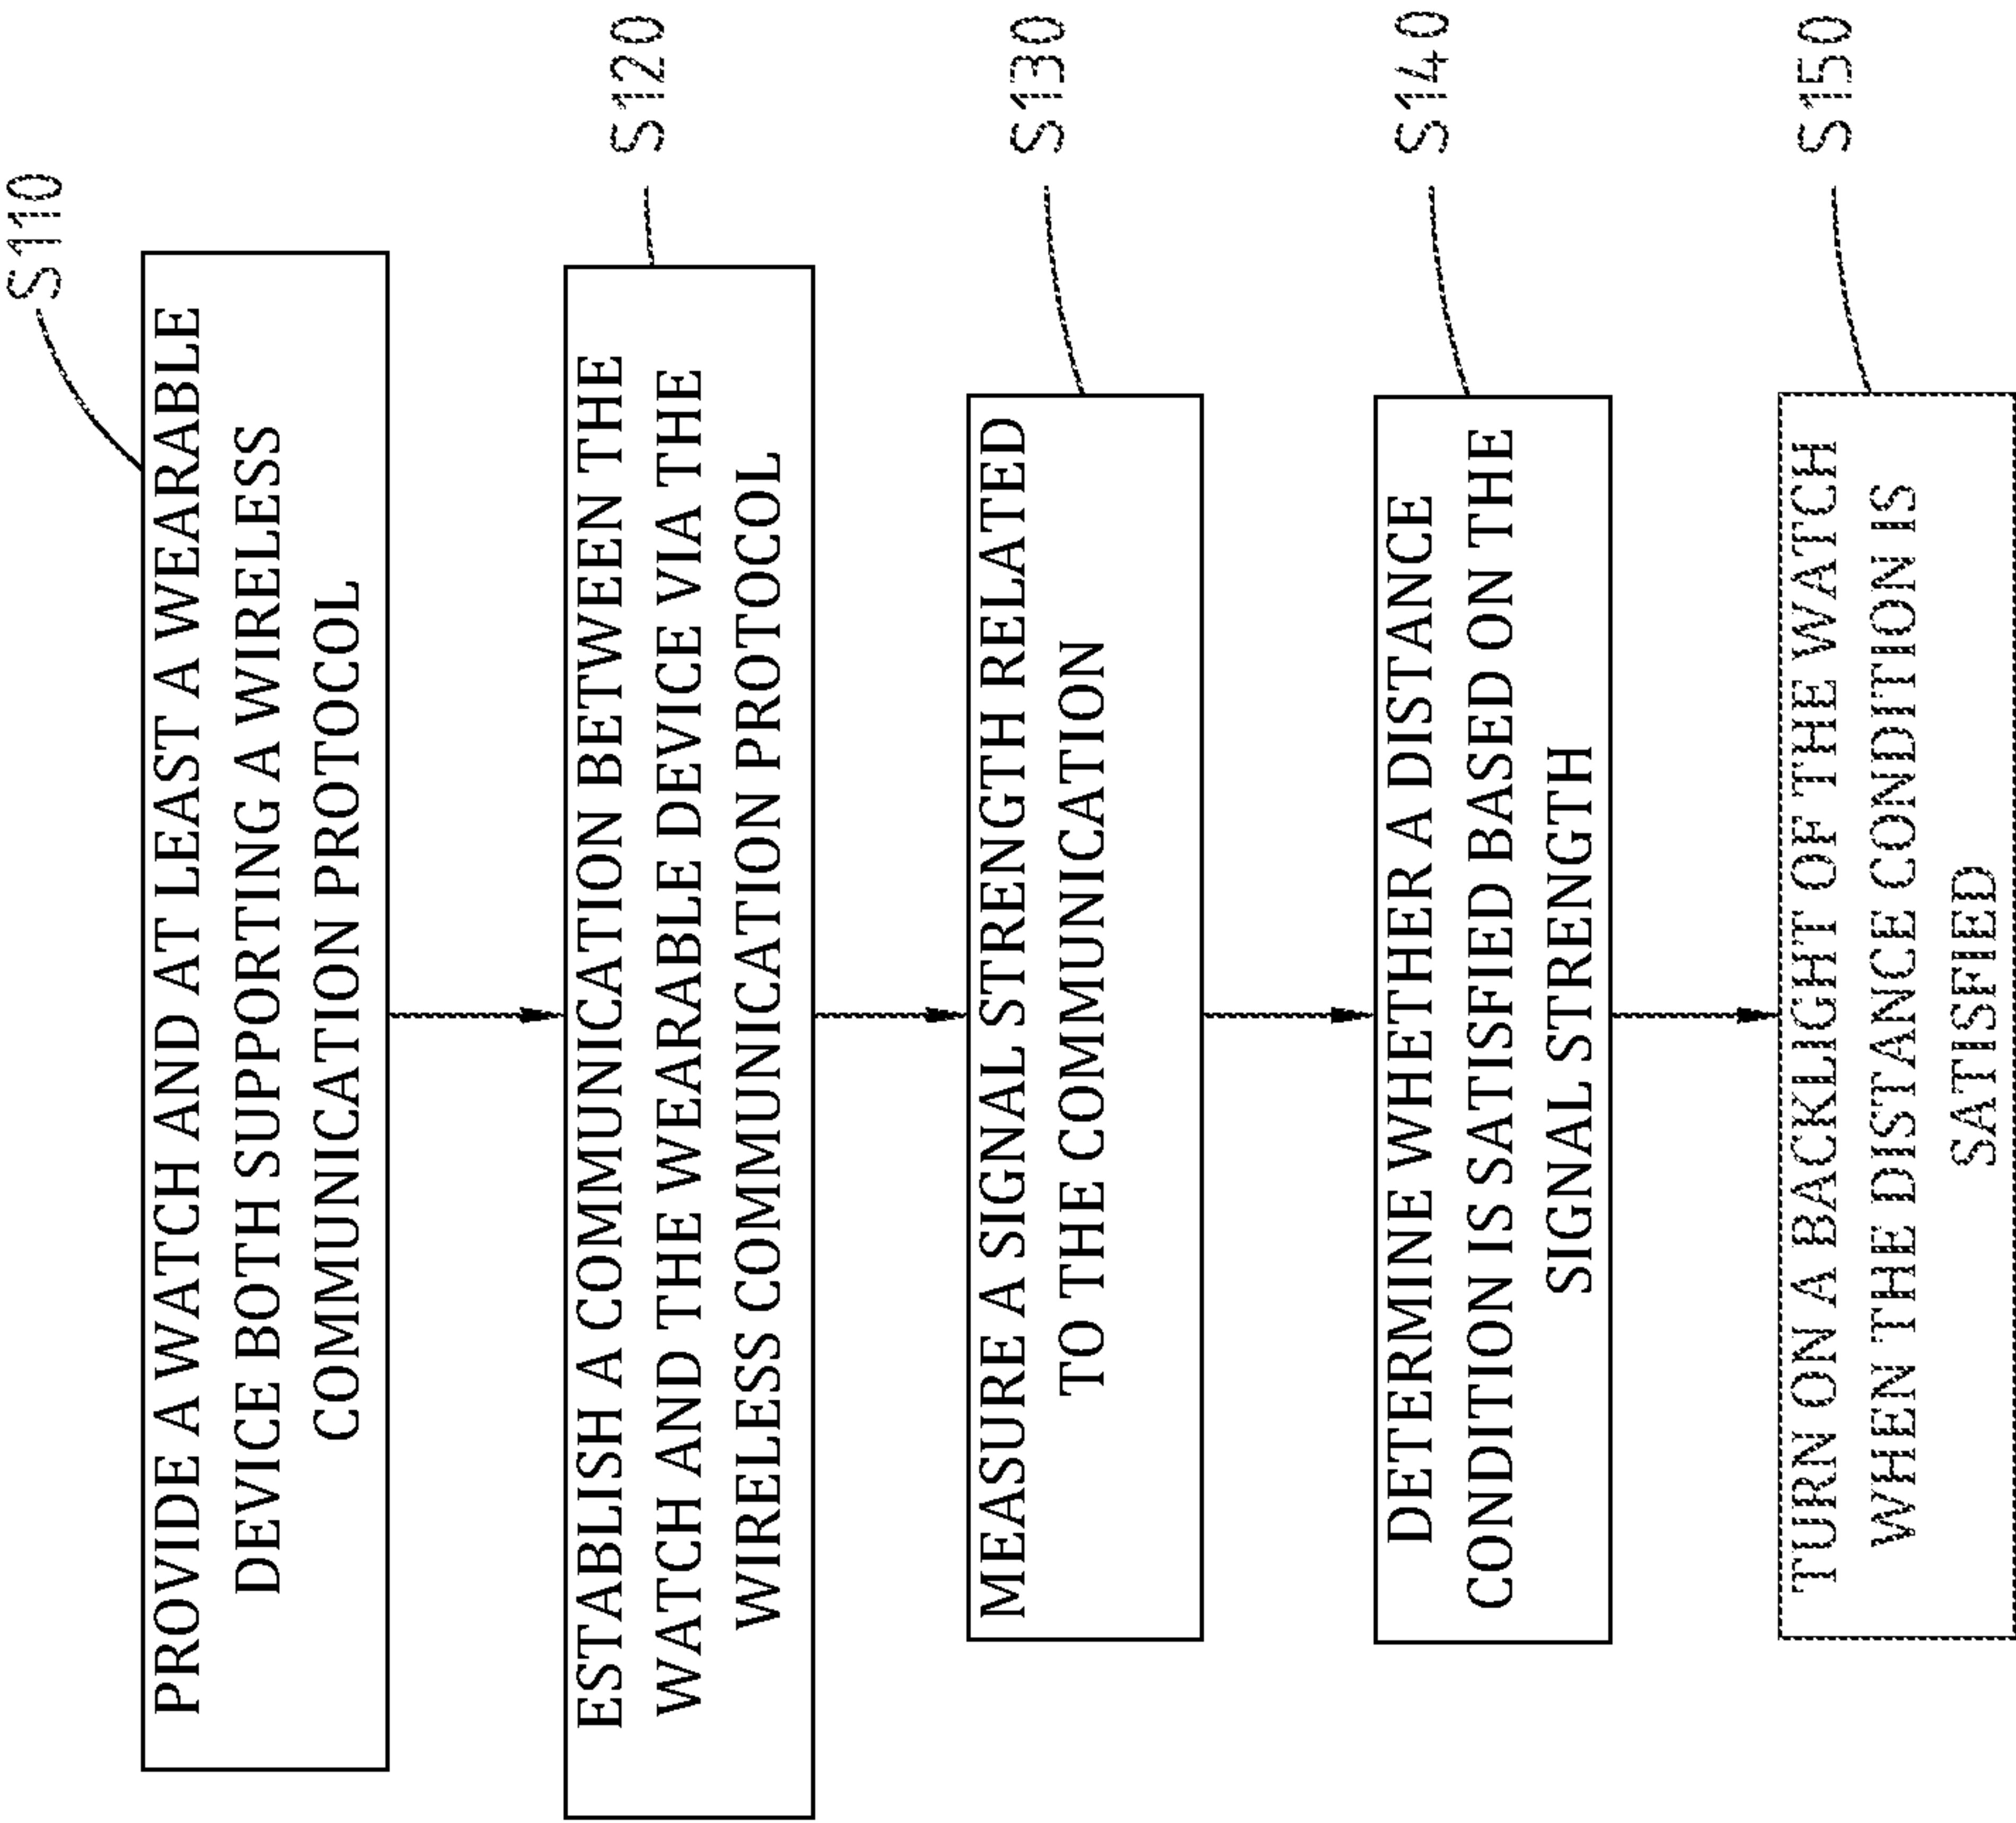 S110
PROVIDE A WATCH AND AT LEAST A WEARABLE
DEVICE BOTH SUPPORTING A WIRELESS
COMMUNICATION PROTOCOL
S120
ESTABLISH A COMMUNICATION BETWEEN THE
WATCH AND THE WEARABLE DEVICE VIA THE
WIRELESS COMMUNICATION PROTOCOL
S130
MEASURE A SIGNAL STRENGTH RELATED
TO THE COMMUNICATION
S140
DETERMINE WHETHER A DISTANCE
CONDITION IS SATISFIED BASED ON THE
SIGNAL STRENGTH
S150
TURN ON A BACKLIGHT OF THE WATCH
WHEN THE DISTANCE CONDITION IS
SATISFIED